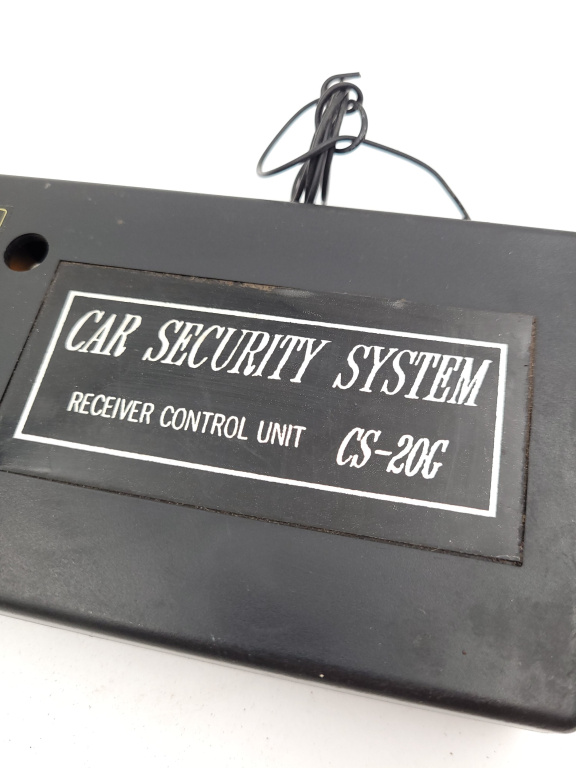 CAR SECURITY SYSTEM
RECEIVER CONTROL UNIT CS-20G